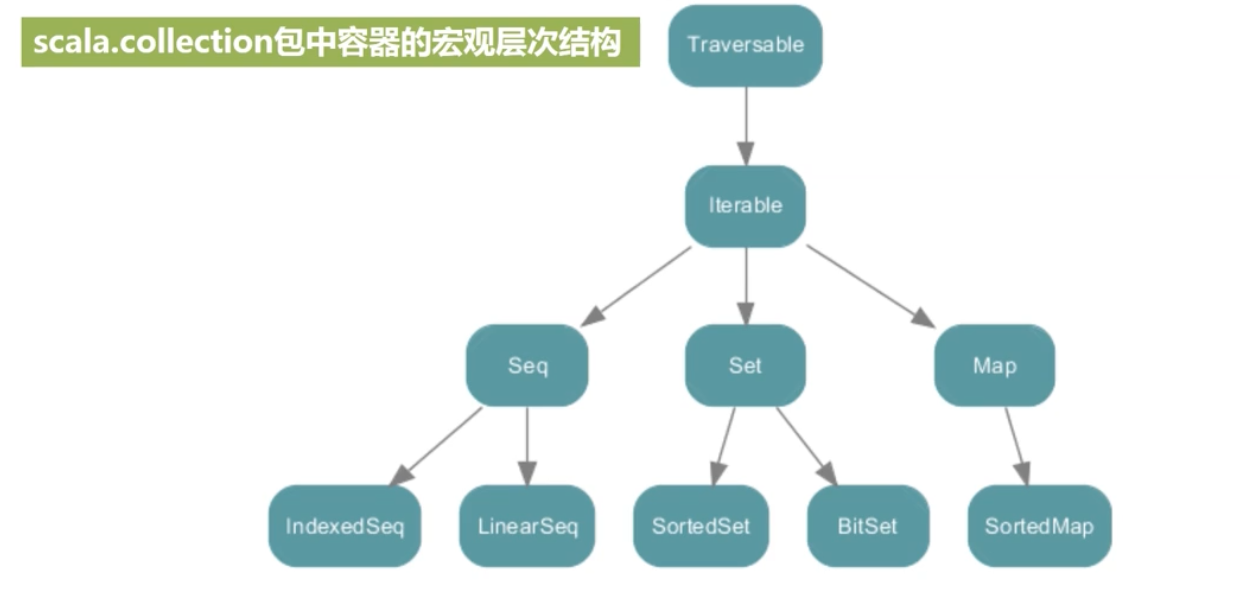 scala.collection包中容器的宏观层次结构
Traversable
Iterable
Seq
Set
Map
IndexedSeq
LinearSeq
SortedSet
BitSet
SortedMap